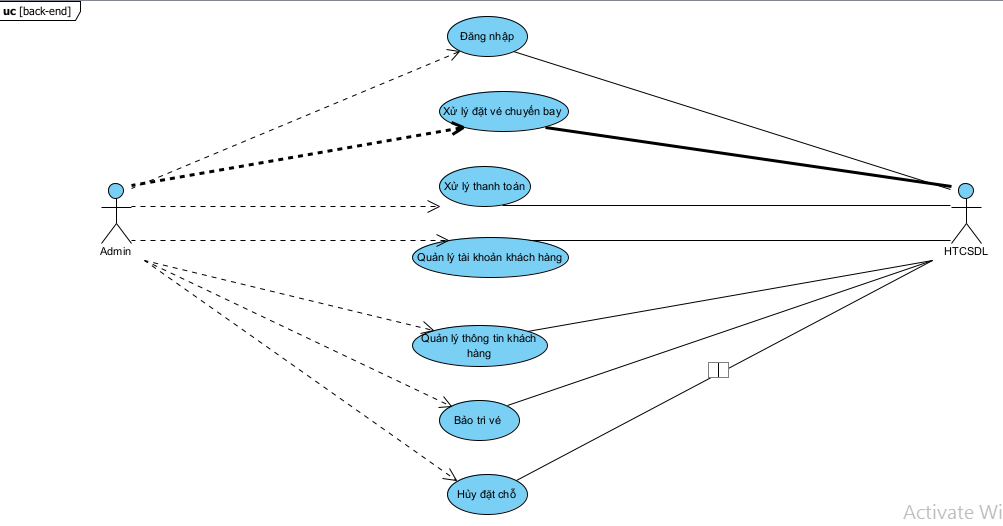 uc [back-end]
Đăng nhập
Xử lý đặt vé chuyến bay
Xử lý thanh toán
Admin
HTCSDL
Quản lý tài khoản khách hàng
Quản lý thông tin khách
hàng
Bảo trì vé
Hủy đặt chỗ
Activate Wi